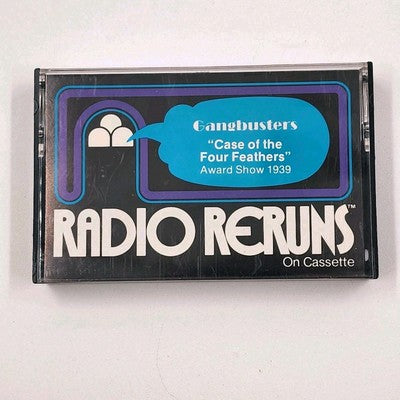 Gangbusters
"Case of the
Four Feathers"
Award Show 1939
RADIO RERUNS™
On Cassette